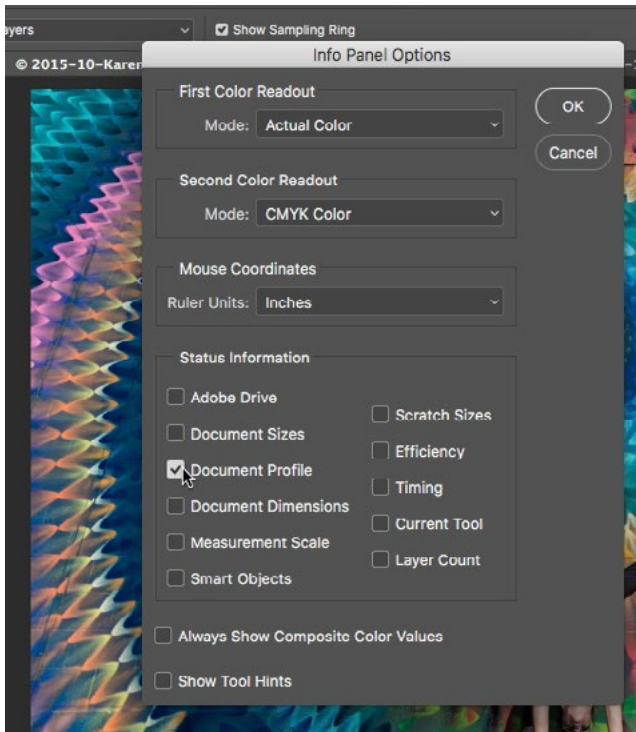 ayers
Show Sampling Ring
© 2015-10-Karen
Info Panel Options
First Color Readout
Mode: Actual Color
OK
Cancel
Second Color Readout
Mode: CMYK Color
Mouse Coordinates
Ruler Units: Inches
Status Information
Adobe Drive
Document Sizes
Document Profile
Document Dimensions
Measurement Scale
Smart Objects
Scratch Sizes
Efficiency
Timing
Current Tool
Layer Count
Always Show Composite Color Values
Show Tool Hints